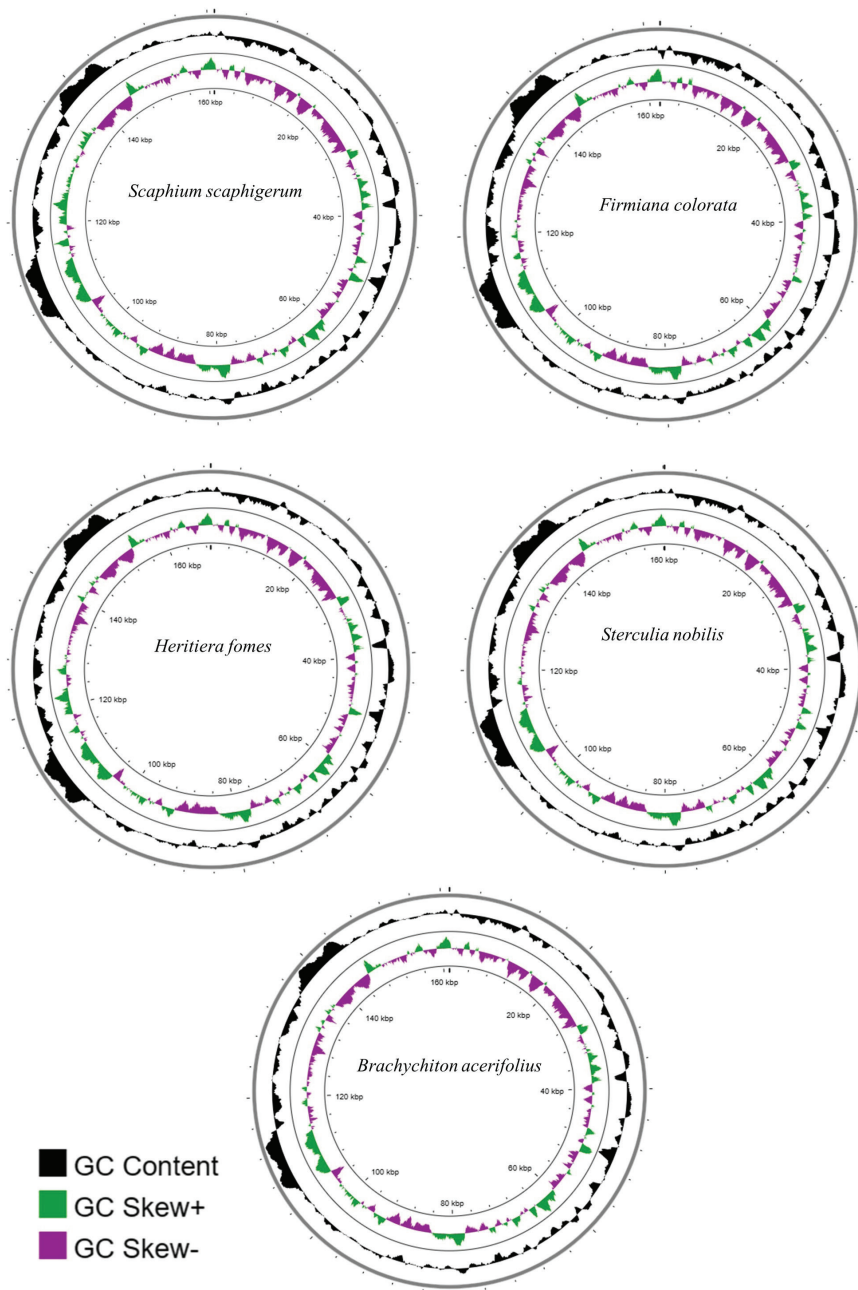 160 kbp
20 kbp
40 kbp
60 kbp
80 kbp
100 kbp
120 kbp
140 kbp
Scaphium scaphigerum
160 kbp
20 kbp
40 kbp
60 kbp
80 kbp
100 kbp
120 kbp
140 kbp
Firmiana colorata
160 kbp
20 kbp
40 kbp
60 kbp
80 kbp
100 kbp
120 kbp
140 kbp
Heritiera fomes
160 kbp
20 kbp
40 kbp
60 kbp
80 kbp
100 kbp
120 kbp
140 kbp
Sterculia nobilis
160 kbp
20 kbp
40 kbp
60 kbp
80 kbp
100 kbp
120 kbp
140 kbp
Brachychiton acerifolius
GC Content
GC Skew+
GC Skew-